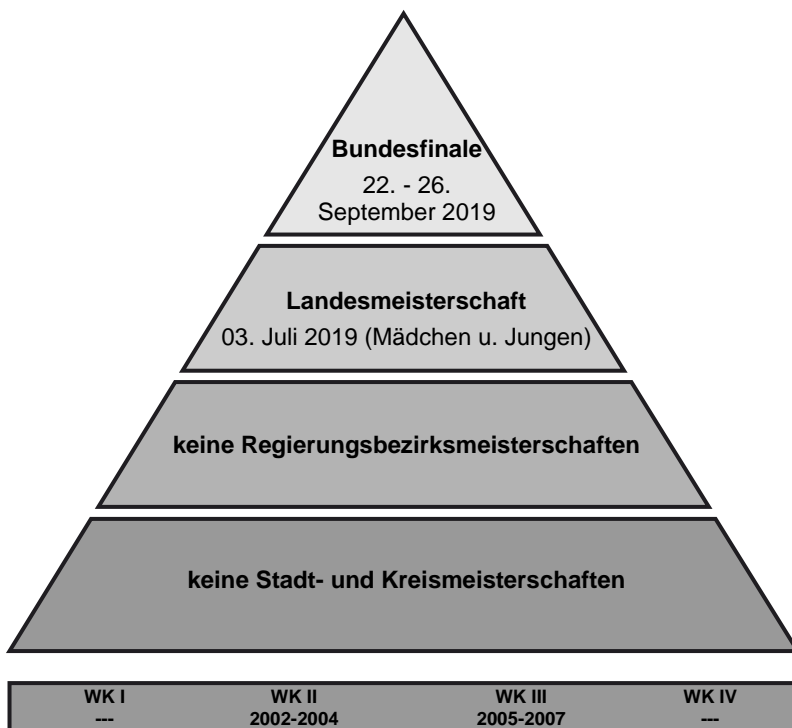 Bundesfinale
22. - 26.
September 2019
Landesmeisterschaft
03. Juli 2019 (Mädchen u. Jungen)
keine Regierungsbezirksmeisterschaften
keine Stadt- und Kreismeisterschaften
WK I WK II WK III WK IV
--- 2002-2004 2005-2007 ---